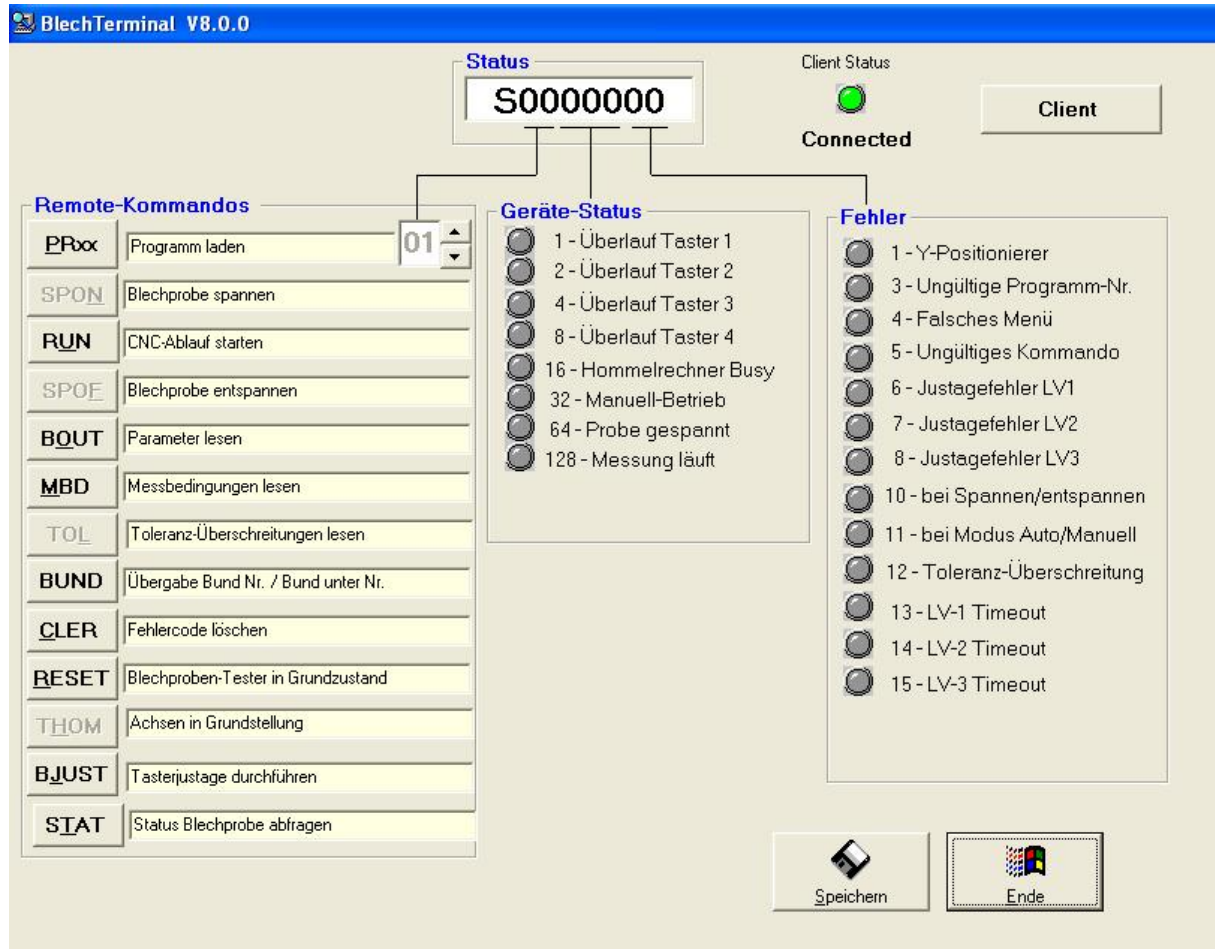 BlechTerminal V8.0.0
Status
S0000000
Client Status
Connected
Client
Remote-Kommandos
PRxx Programm laden 01
SPON Blechprobe spannen
RUN CNC-Ablauf starten
SPOF Blechprobe entspannen
BOUT Parameter lesen
MBD Messbedingungen lesen
TOL Toleranz-Überschreitungen lesen
BUND Übergabe Bund Nr. / Bund unter Nr.
CLER Fehlercode löschen
RESET Blechproben-Tester in Grundzustand
THOM Achsen in Grundstellung
BJUST Tasterjustage durchführen
STAT Status Blechprobe abfragen
Geräte-Status
1 - Überlauf Taster 1
2 - Überlauf Taster 2
4 - Überlauf Taster 3
8 - Überlauf Taster 4
16 - Hommelrechner Busy
32 - Manuell-Betrieb
64 - Probe gespannt
128 - Messung läuft
Fehler
1 - Y-Positionierer
3 - Ungültige Programm-Nr.
4 - Falsches Menü
5 - Ungültiges Kommando
6 - Justagefehler LV1
7 - Justagefehler LV2
8 - Justagefehler LV3
10 - bei Spannen/entspannen
11 - bei Modus Auto/Manuell
12 - Toleranz-Überschreitung
13 - LV-1 Timeout
14 - LV-2 Timeout
15 - LV-3 Timeout
Speichern
Ende